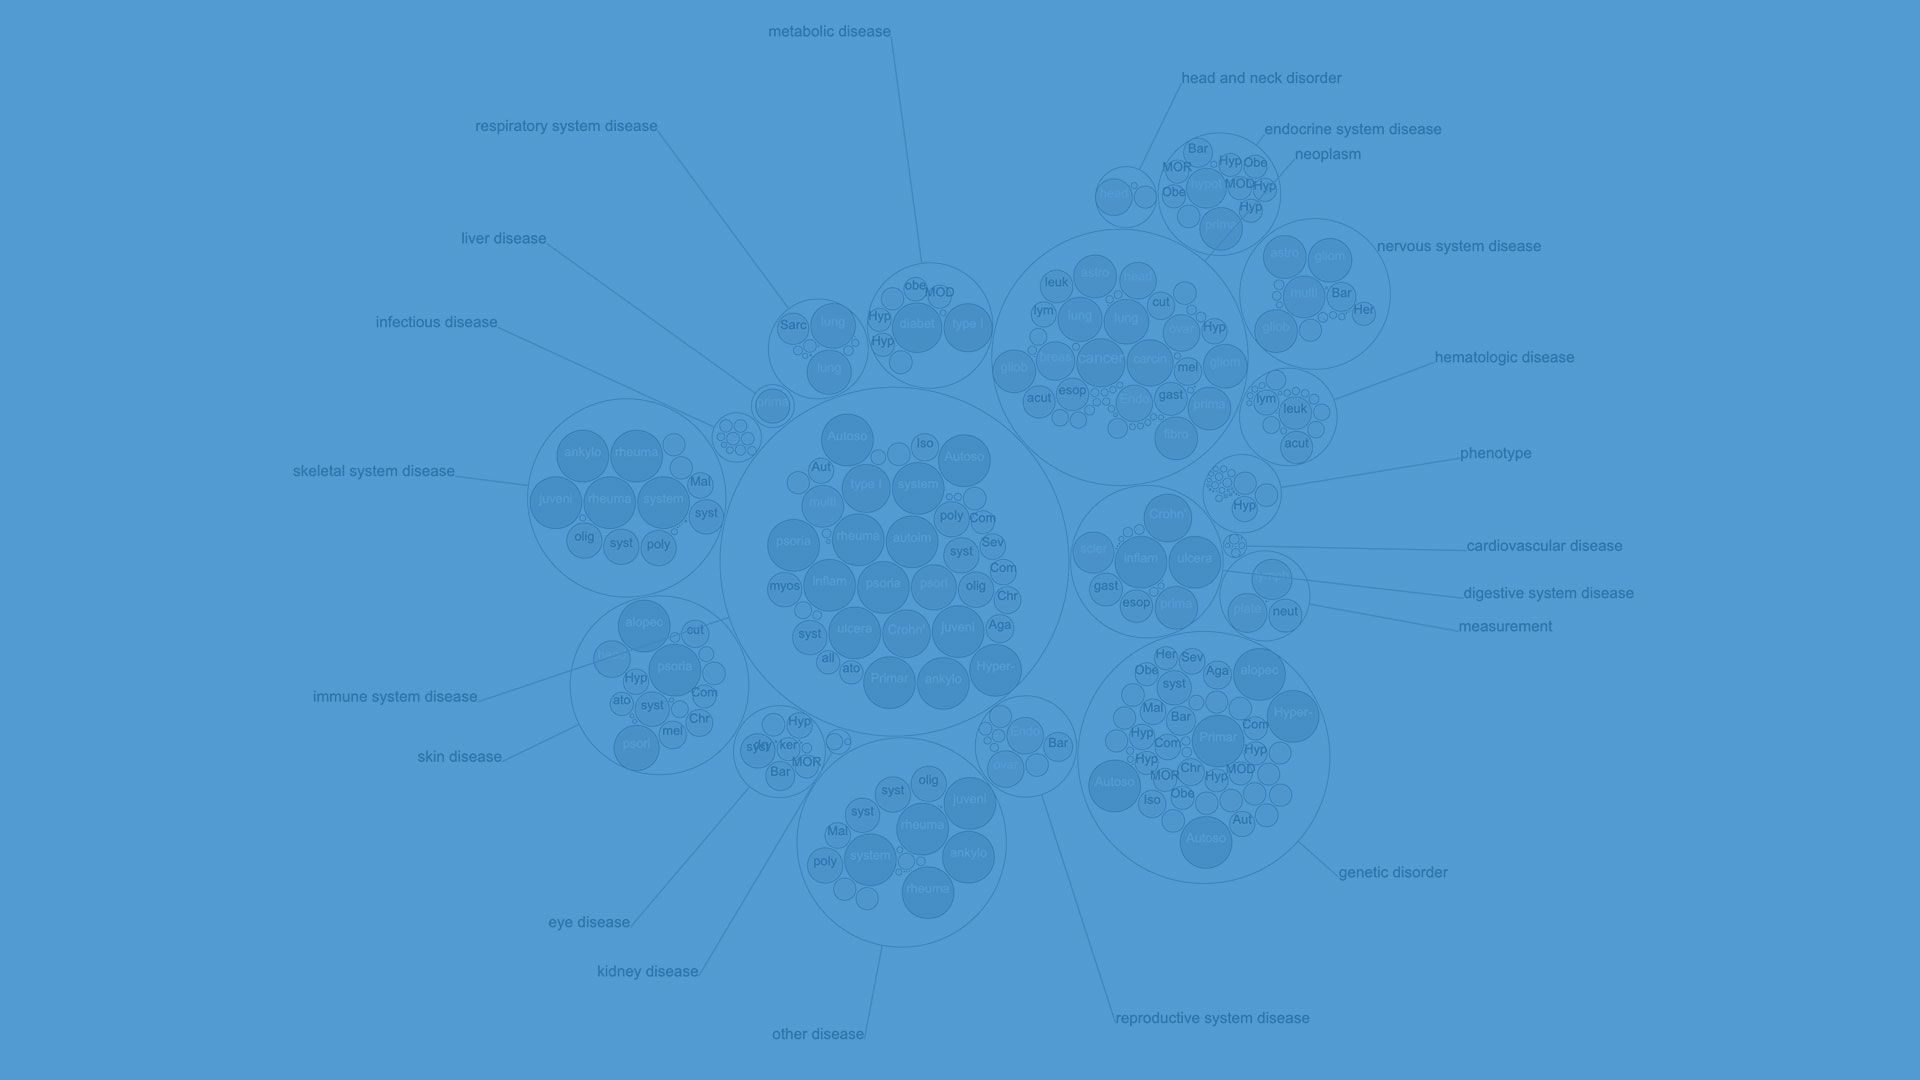 metabolic disease
head and neck disorder
respiratory system disease
endocrine system disease
neoplasm
liver disease
nervous system disease
infectious disease
hematologic disease
skeletal system disease
phenotype
cardiovascular disease
digestive system disease
measurement
immune system disease
skin disease
genetic disorder
eye disease
kidney disease
other disease
reproductive system disease
head
Bar
MOR
Hyp
Obe
hypot
MOD
Hyp
Obe
Hyp
prima
astro
gliom
multi
Bar
Her
gliob
obe
MOD
Hyp
diabet
type I
Hyp
Sarc
lung
lung
prima
leuk
astro
head
cut
lym
lung
lung
ovar
Hyp
gliob
breas
cancer
carcin
mel
gliom
acut
esop
Endo
gast
prima
fibro
lym
leuk
acut
Hyp
ankylo
rheuma
Mal
juveni
rheuma
system
syst
olig
syst
poly
Autoso
Iso
Autoso
Aut
type I
system
multi
poly
Com
psoria
rheuma
autoim
syst
Sev
Com
myos
inflam
psoria
psori
olig
Chr
syst
ulcera
Crohn'
juveni
Aga
all
ato
Primar
ankylo
Hyper-
Crohn'
scler
inflam
ulcera
gast
esop
prima
lymph
plate
neut
alopec
cut
psoria
Hyp
ato
syst
Com
Chr
mel
psori
Hyp
syst
ker
MOR
Bar
Endo
Bar
ovar
olig
syst
juveni
syst
rheuma
Mal
poly
system
ankylo
rheuma
Her
Sev
Obe
Aga
alopec
syst
Mal
Bar
Hyper-
Com
Hyp
Com
Primar
Hyp
Hyp
MOR
Chr
Hyp
MOD
Autoso
Iso
Obe
Aut
Autoso